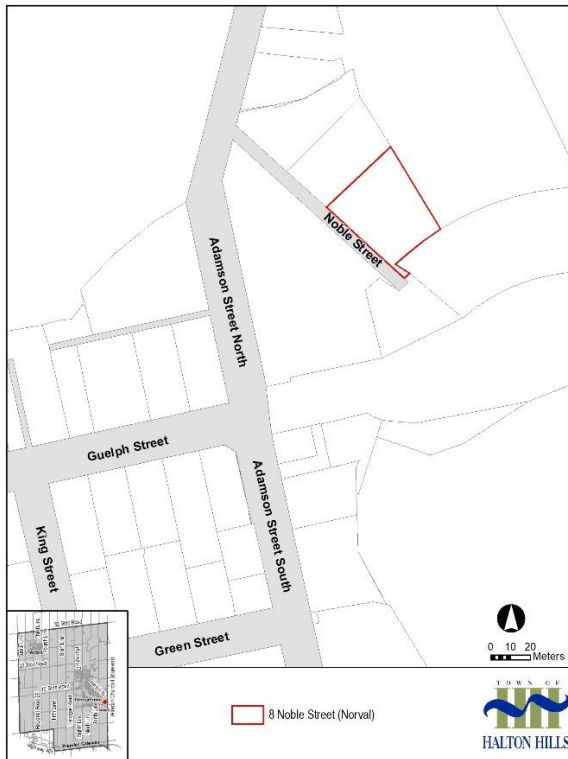 Noble Street
Adamson Street North
Guelph Street
Adamson Street South
King Street
Green Street
0 10 20
Meters
8 Noble Street (Norval)
TOWN OF
HALTON HILLS